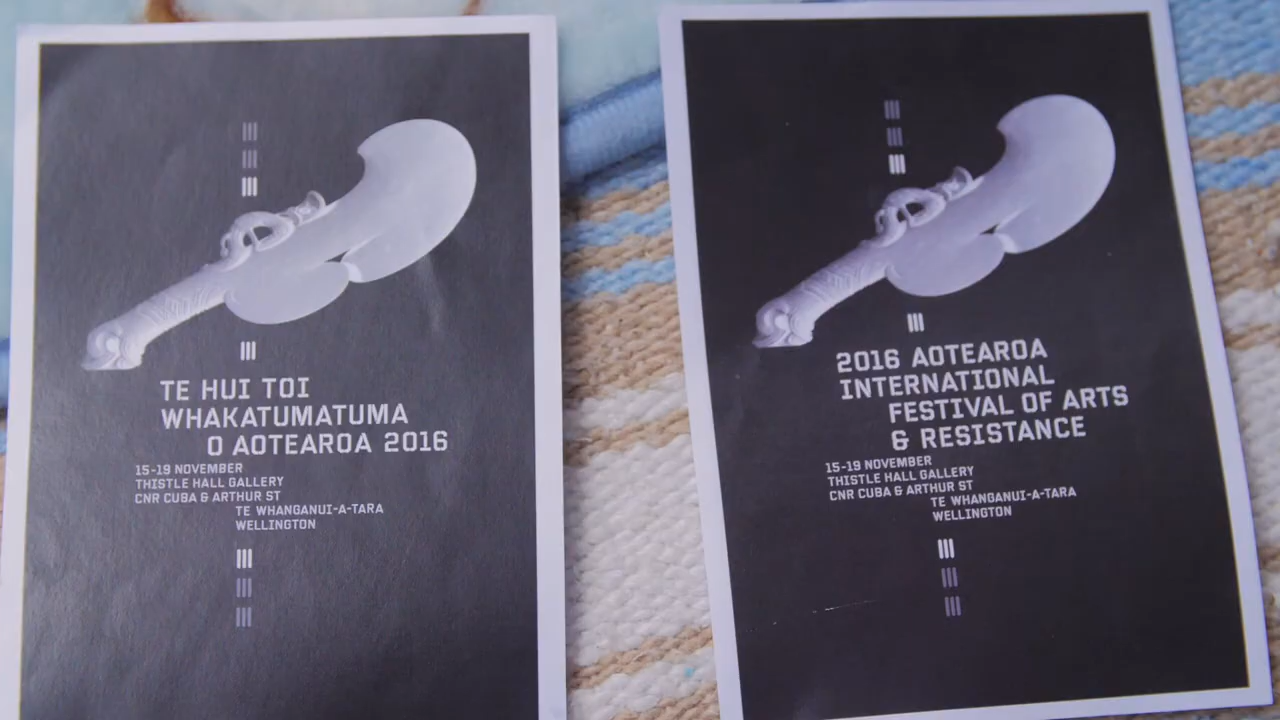 TE HUI TOI
WHAKATUMATUMA
O AOTEAROA 2016
15-19 NOVEMBER
THISTLE HALL GALLERY
CNR CUBA & ARTHUR ST
TE WHANGANUI-A-TARA
WELLINGTON
2016 AOTEAROA
INTERNATIONAL
FESTIVAL OF ARTS
& RESISTANCE
15-19 NOVEMBER
THISTLE HALL GALLERY
CNR CUBA & ARTHUR ST
TE WHANGANUI-A-TARA
WELLINGTON